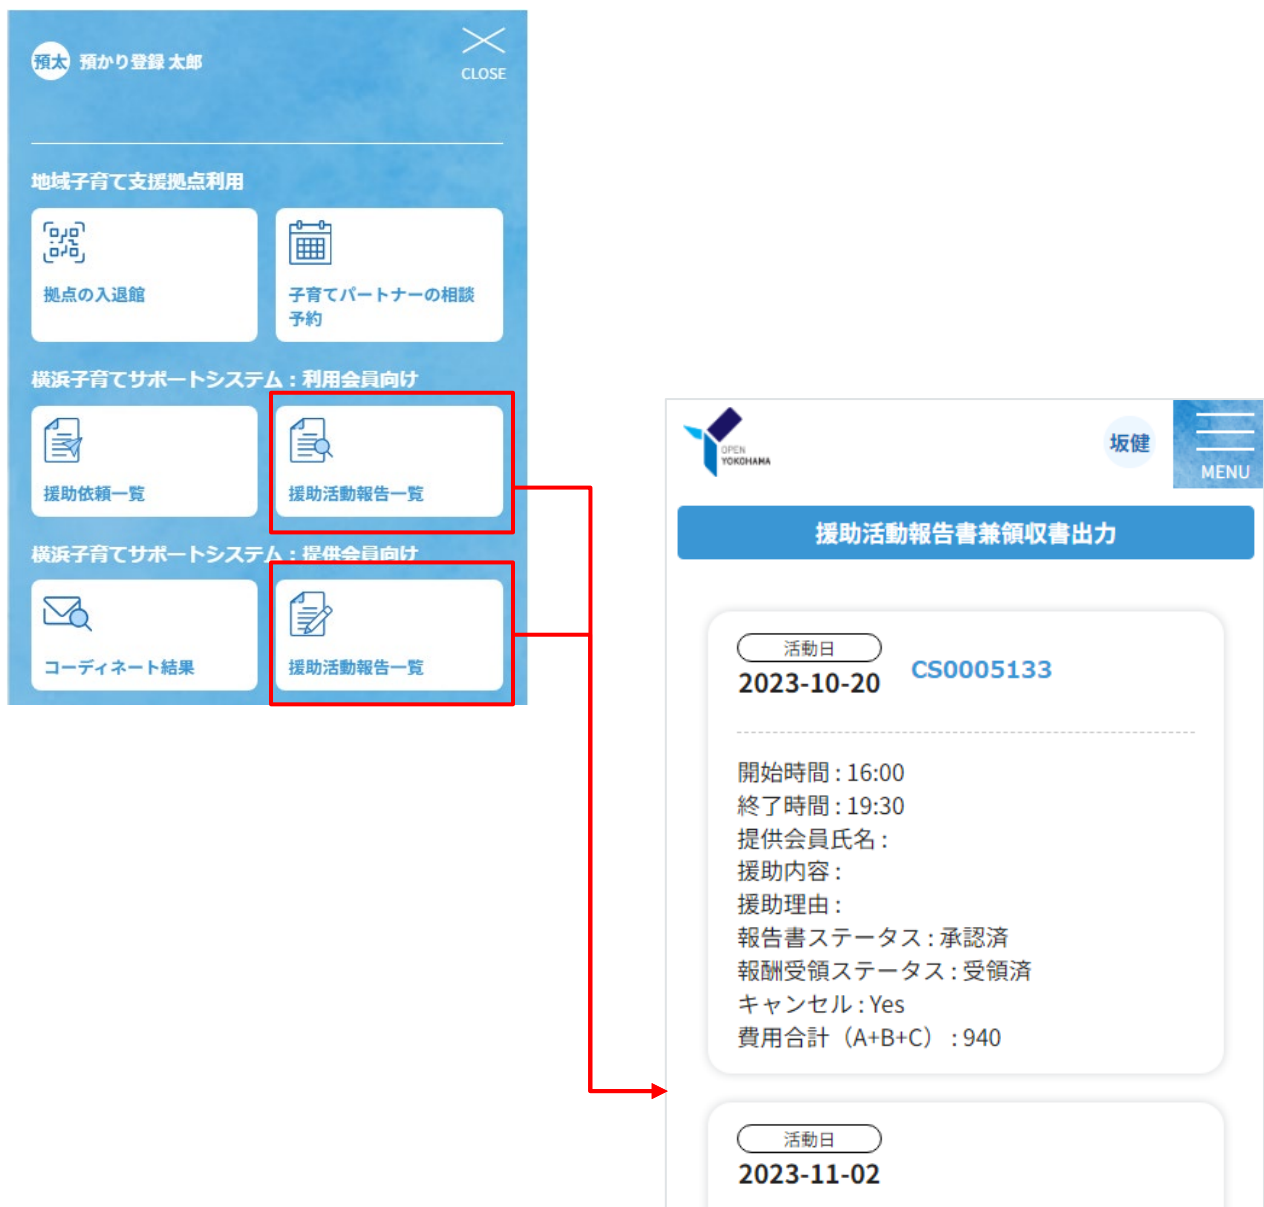 預太 預かり登録 太郎
CLOSE
地域子育て支援拠点利用
拠点の入退館
子育てパートナーの相談
予約
横浜子育てサポートシステム：利用会員向け
援助依頼一覧
援助活動報告一覧
横浜子育てサポートシステム：提供会員向け
コーディネート結果
援助活動報告一覧
OPEN
YOKOHAMA
坂健
MENU
援助活動報告書兼領収書出力
活動日
2023-10-20
CS0005133
開始時間 : 16:00
終了時間 : 19:30
提供会員氏名 :
援助内容 :
援助理由 :
報告書ステータス : 承認済
報酬受領ステータス : 受領済
キャンセル : Yes
費用合計（A+B+C） : 940
活動日
2023-11-02